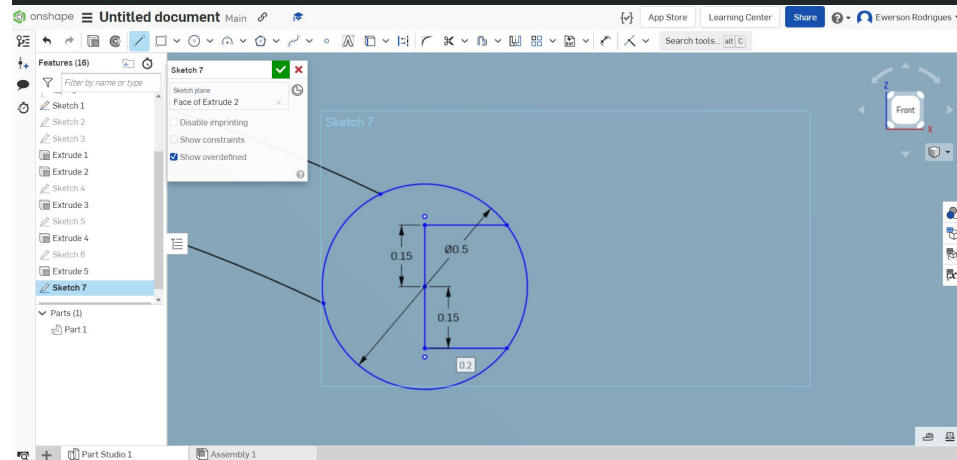 onshape Untitled document Main App Store Learning Center Share Ewerson Rodrigues
Search tools... alt C
Features (16)
Filter by name or type
Sketch 1
Sketch 2
Sketch 3
Extrude 1
Extrude 2
Sketch 4
Extrude 3
Sketch 5
Extrude 4
Sketch 6
Extrude 5
Sketch 7
Parts (1)
Part 1
Sketch 7
Sketch plane
Face of Extrude 2
Disable imprinting
Show constraints
Show overdefined
Sketch 7
0.15
Ø0.5
0.15
0.2
Z
Front
X
Part Studio 1
Assembly 1